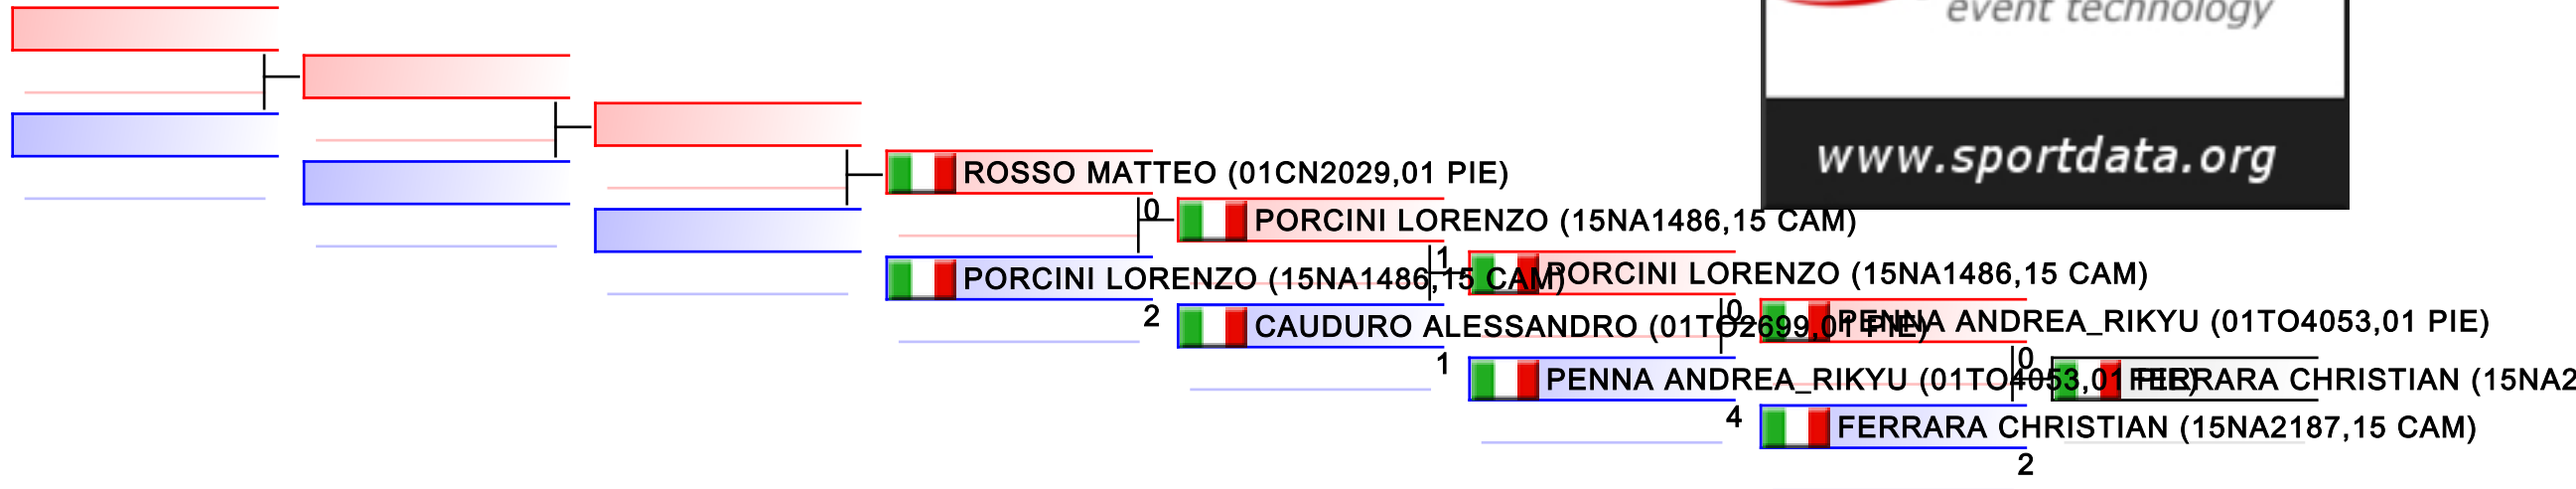 event technology
www.sportdata.org
ROSSO MATTEO (01CN2029,01 PIE)
0
PORCINI LORENZO (15NA1486,15 CAM)
PORCINI LORENZO (15NA1486,15 CAM)
2
1
PORCINI LORENZO (15NA1486,15 CAM)
CAUDURO ALESSANDRO (01TO2699,01 PIE)
1
0
PENNA ANDREA_RIKYU (01TO4053,01 PIE)
PENNA ANDREA_RIKYU (01TO4053,01 PIE)
4
0
FERRARA CHRISTIAN (15NA2
FERRARA CHRISTIAN (15NA2187,15 CAM)
2